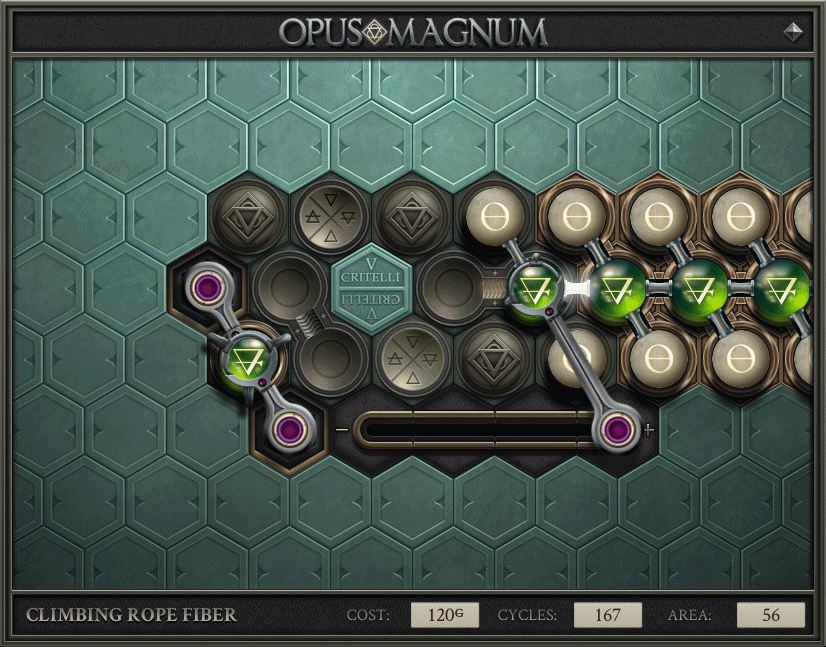 OPUS MAGNUM
V
CRITELLI
CRITELLI
V
CLIMBING ROPE FIBER
COST: 120G
CYCLES: 167
AREA: 56